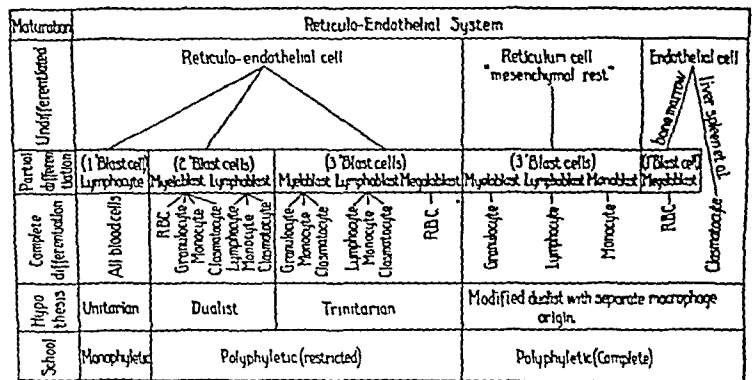 Maturation
Reticulo-Endothelial System
Undifferentiated
Reticulo-endothelial cell
Reticulum cell
"mesenchymal rest"
Endothelial cell
bone marrow
liver spleen et al
Partial
differen
tiation
(1 "Blast cell)
Lymphocyte
(2 "Blast cells)
Myeloblast Lymphoblast
(3 "Blast cells)
Myeloblast Lymphoblast Megaloblast
(3 "Blast cells)
Myeloblast Lymphoblast Monoblast
(1 "Blast cell)
Megaloblast
Complete
differentiation
All blood cells
RBC
Granulocyte
Monocyte
Clasmatocyte
Lymphocyte
Monocyte
Clasmatocyte
Granulocyte
Monocyte
Clasmatocyte
Lymphocyte
Monocyte
Clasmatocyte
RBC
Granulocyte
Lymphocyte
Monocyte
RBC
Clasmatocyte
Hypo
thesis
Unitarian
Dualist
Trinitarian
Modified dualist with separate macrophage
origin.
School
Monophyletic
Polyphyletic (restricted)
Polyphyletic (Complete)